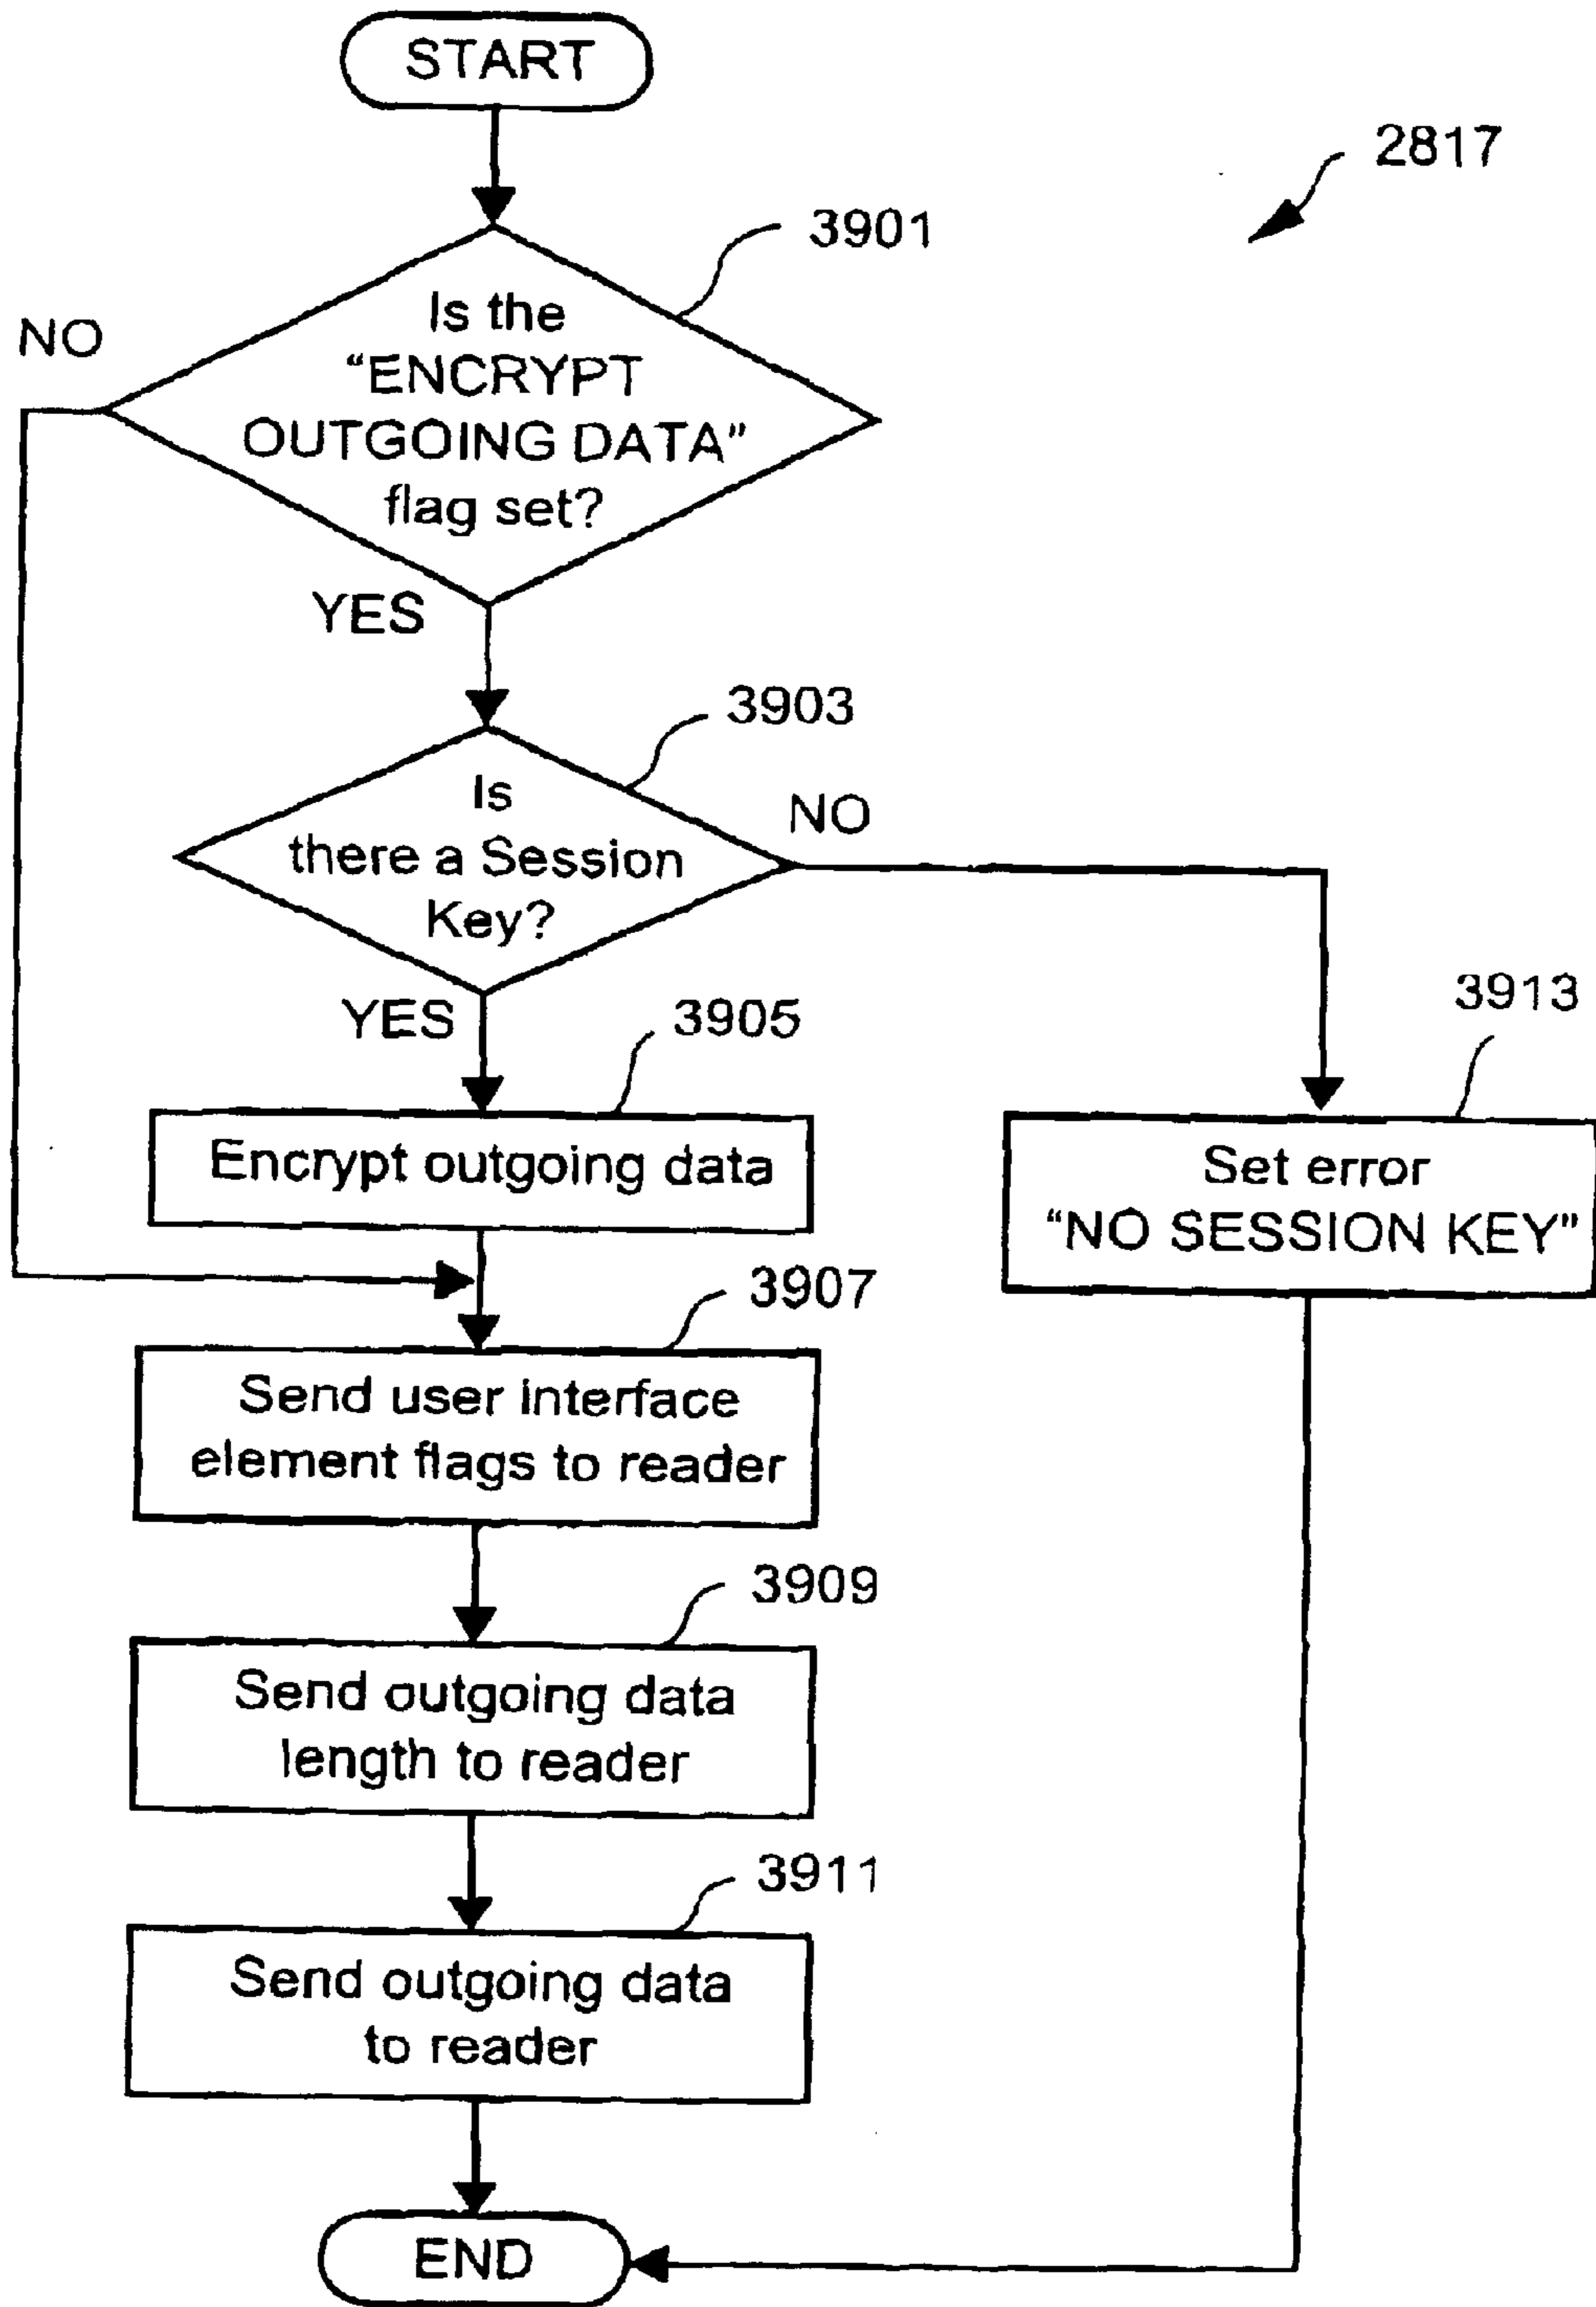 START
2817
3901
Is the
“ENCRYPT
OUTGOING DATA”
flag set?
NO
YES
3903
Is
there a Session
Key?
NO
YES
3905
3913
Encrypt outgoing data
Set error
“NO SESSION KEY”
3907
Send user interface
element flags to reader
3909
Send outgoing data
length to reader
3911
Send outgoing data
to reader
END